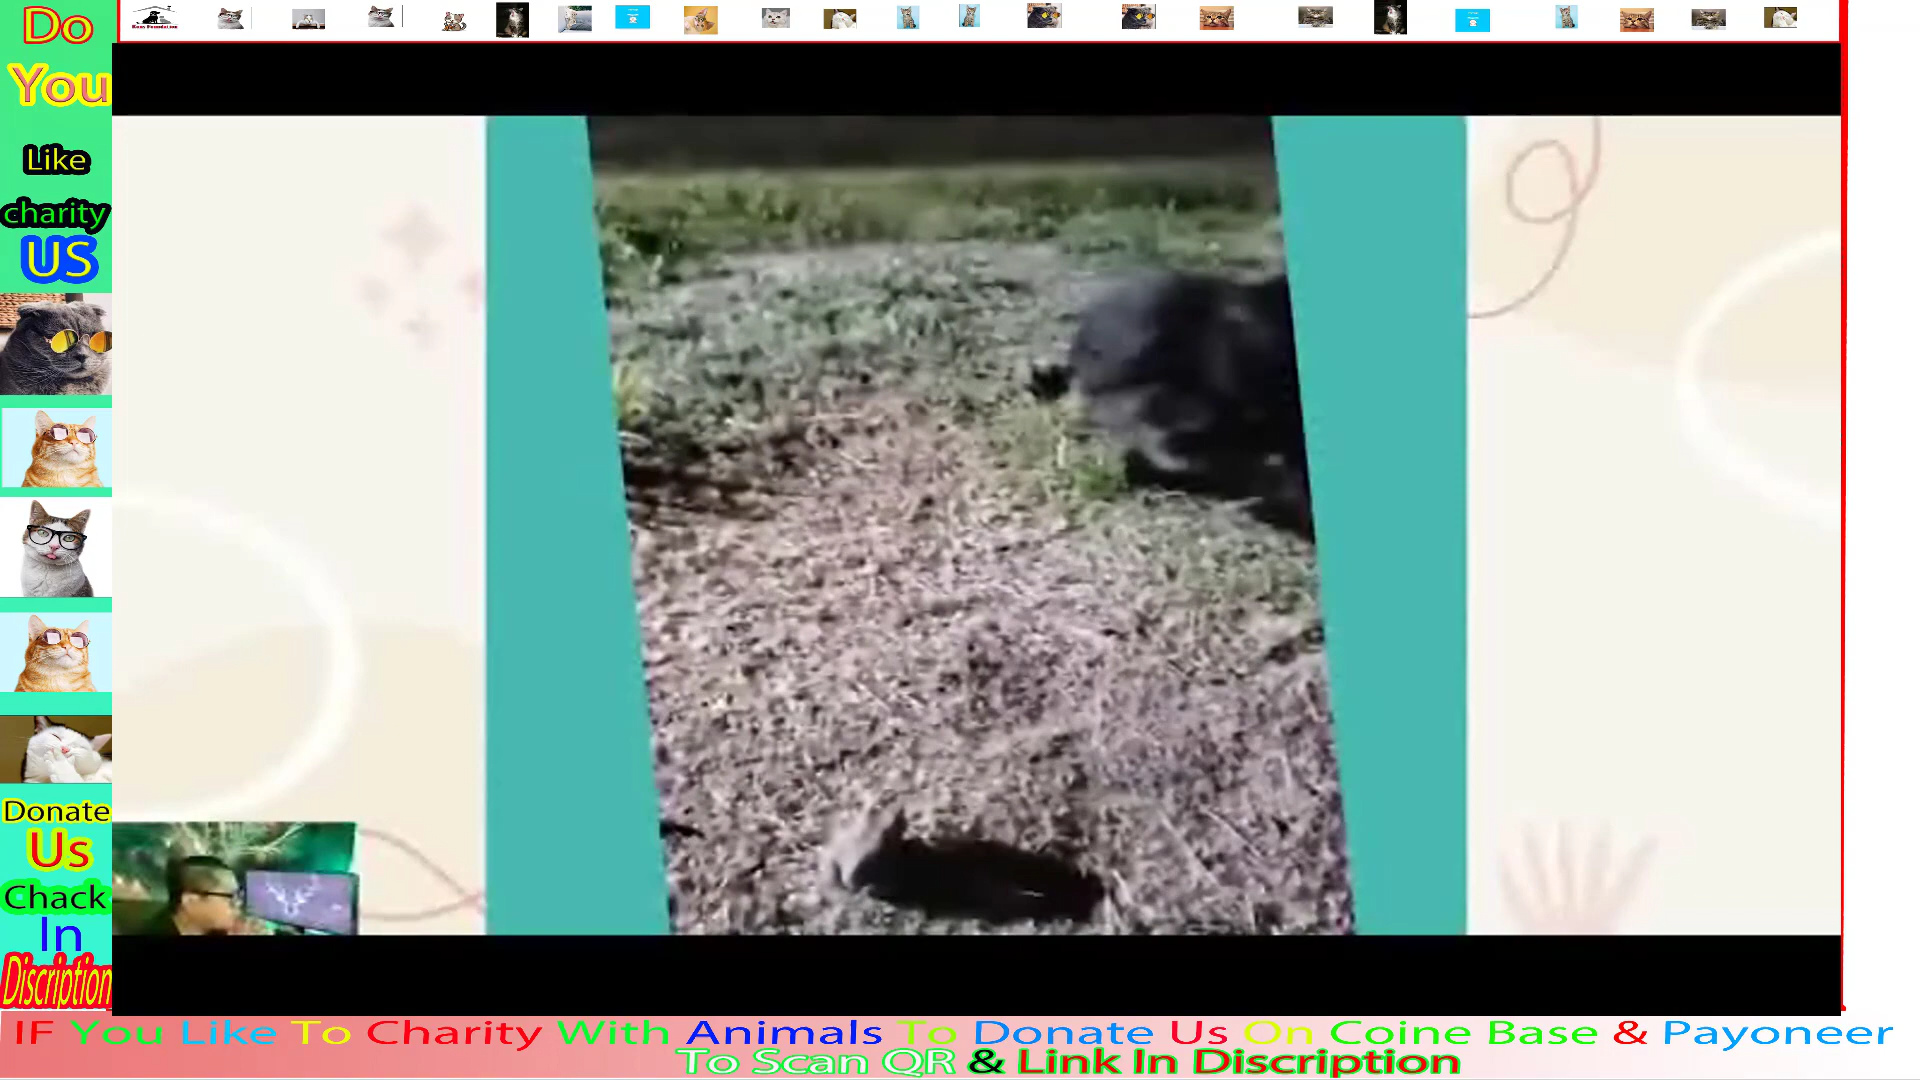 Do
You
Like
charity
US
Donate
Us
Chack
In
Discription
IF You Like To Charity With Animals To Donate Us On Coine Base & Payoneer
To Scan QR & Link In Discription